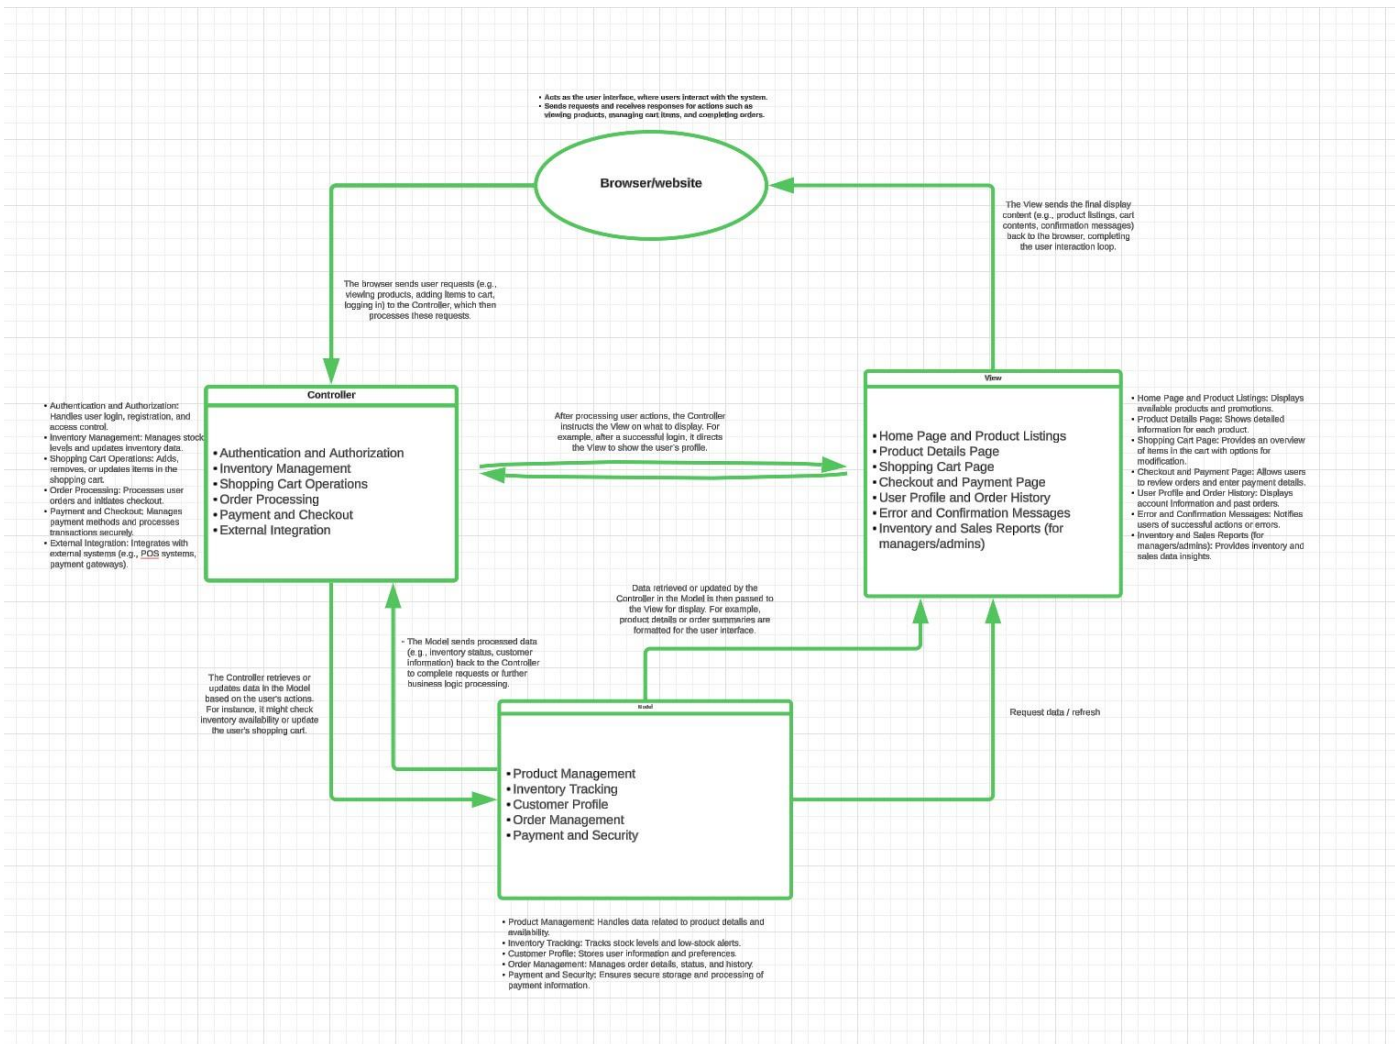 • Acts as the user interface, where users interact with the system.
• Sends requests and receives responses for actions such as
viewing products, managing cart items, and completing orders.
Browser/website
The View sends the final display
content (e.g., product listings, cart
contents, confirmation messages)
back to the browser, completing
the user interaction loop.
The browser sends user requests (e.g.,
viewing products, adding items to cart,
logging in) to the Controller, which then
processes these requests.
• Authentication and Authorization:
Handles user login, registration, and
access control.
• Inventory Management: Manages stock
levels and updates inventory data.
• Shopping Cart Operations: Adds,
removes, or updates items in the
shopping cart.
• Order Processing: Processes user
orders and initiates checkout.
• Payment and Checkout: Manages
payment methods and processes
transactions securely.
• External Integration: Integrates with
external systems (e.g., POS systems,
payment gateways).
Controller
• Authentication and Authorization
• Inventory Management
• Shopping Cart Operations
• Order Processing
• Payment and Checkout
• External Integration
After processing user actions, the Controller
instructs the View on what to display. For
example, after a successful login, it directs
the View to show the user's profile.
View
• Home Page and Product Listings
• Product Details Page
• Shopping Cart Page
• Checkout and Payment Page
• User Profile and Order History
• Error and Confirmation Messages
• Inventory and Sales Reports (for
managers/admins)
• Home Page and Product Listings: Displays
available products and promotions.
• Product Details Page: Shows detailed
information for each product.
• Shopping Cart Page: Provides an overview
of items in the cart with options for
modification.
• Checkout and Payment Page: Allows users
to review orders and enter payment details.
• User Profile and Order History: Displays
account information and past orders.
• Error and Confirmation Messages: Notifies
users of successful actions or errors.
• Inventory and Sales Reports (for
managers/admins): Provides inventory and
sales data insights.
Data retrieved or updated by the
Controller in the Model is then passed to
the View for display. For example,
product details or order summaries are
formatted for the user interface.
- The Model sends processed data
(e.g., inventory status, customer
information) back to the Controller
to complete requests or further
business logic processing.
The Controller retrieves or
updates data in the Model
based on the user's actions.
For instance, it might check
inventory availability or update
the user's shopping cart.
Request data / refresh
Model
• Product Management
• Inventory Tracking
• Customer Profile
• Order Management
• Payment and Security
• Product Management: Handles data related to product details and
availability.
• Inventory Tracking: Tracks stock levels and low-stock alerts.
• Customer Profile: Stores user information and preferences.
• Order Management: Manages order details, status, and history.
• Payment and Security: Ensures secure storage and processing of
payment information.